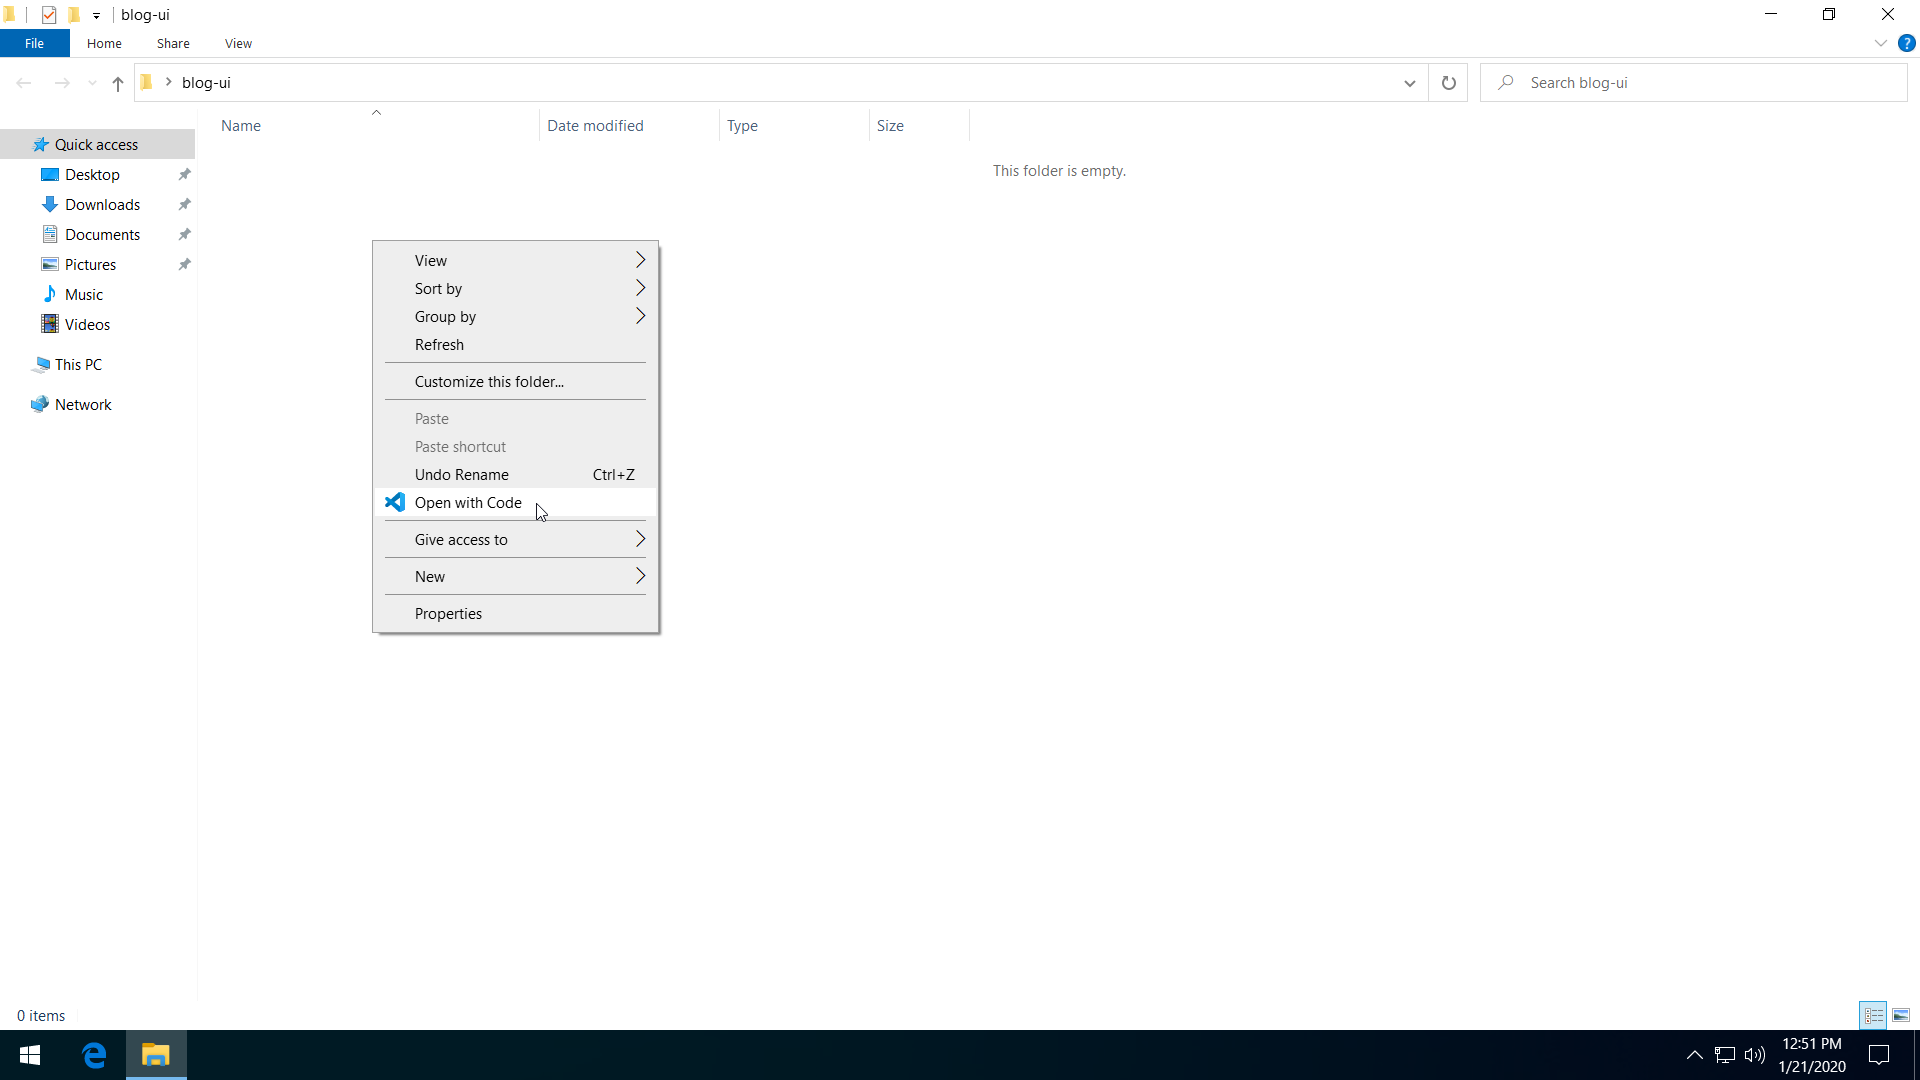 blog-ui
File Home Share View
blog-ui
Search blog-ui
Name Date modified Type Size
This folder is empty.
Quick access
Desktop
Downloads
Documents
Pictures
Music
Videos
This PC
Network
View
Sort by
Group by
Refresh
Customize this folder...
Paste
Paste shortcut
Undo Rename Ctrl+Z
Open with Code
Give access to
New
Properties
0 items
12:51 PM
1/21/2020